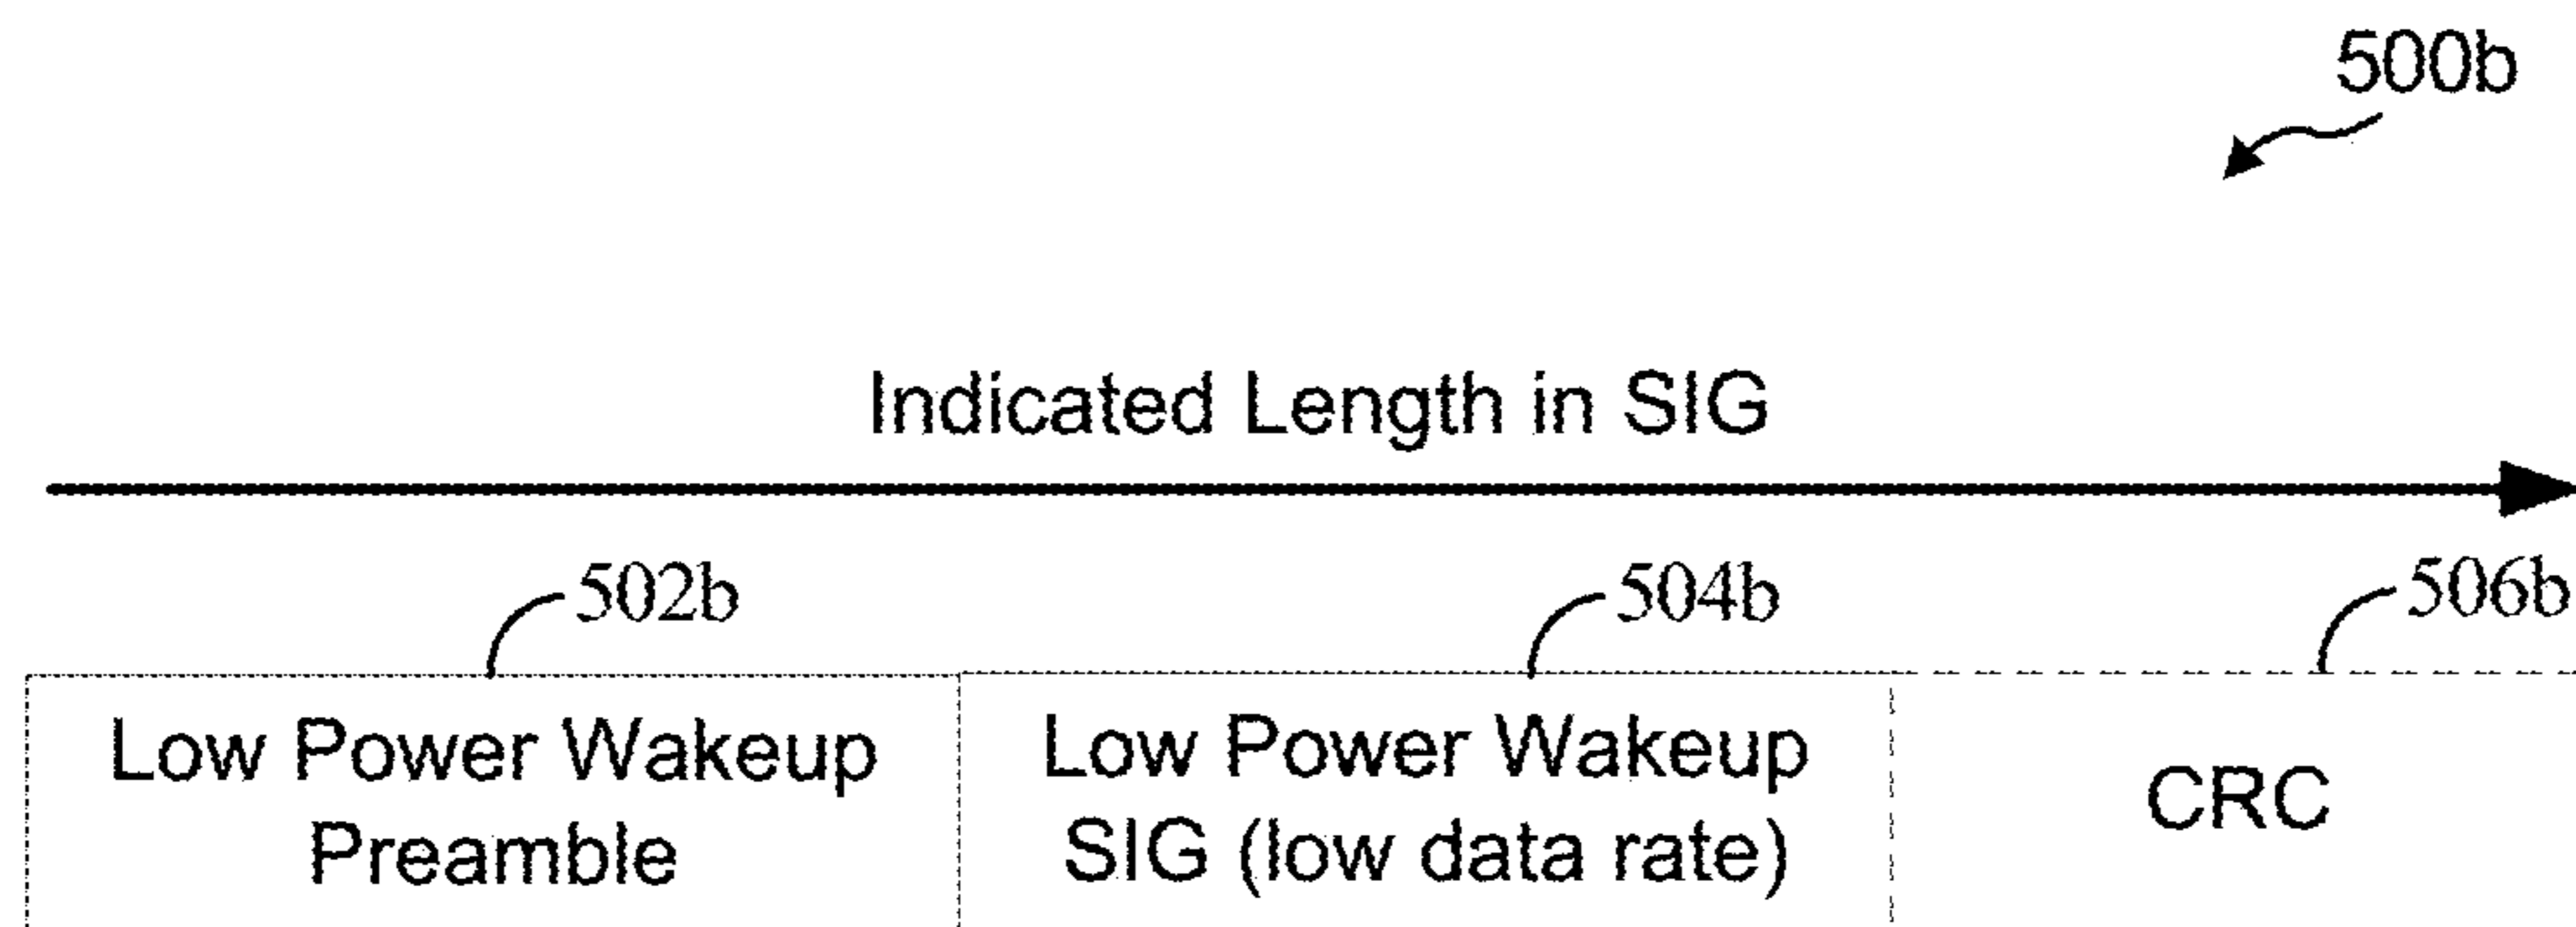 500b
Indicated Length in SIG
502b
504b
506b
Low Power Wakeup
Preamble
Low Power Wakeup
SIG (low data rate)
CRC